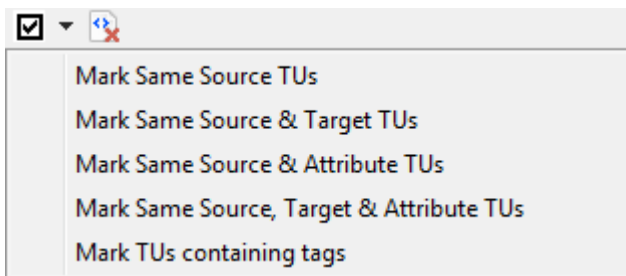 Mark Same Source TUs
Mark Same Source & Target TUs
Mark Same Source & Attribute TUs
Mark Same Source, Target & Attribute TUs
Mark TUs containing tags